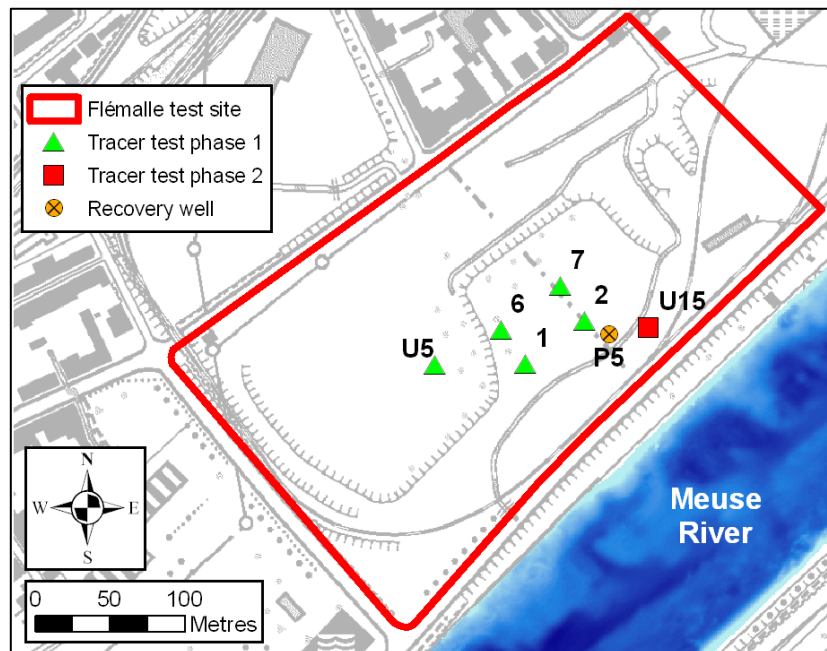 Flémalle test site
Tracer test phase 1
Tracer test phase 2
Recovery well
7
6
2
U15
U5
1
P5
N
W E
S
Meuse
River
0 50 100
Metres